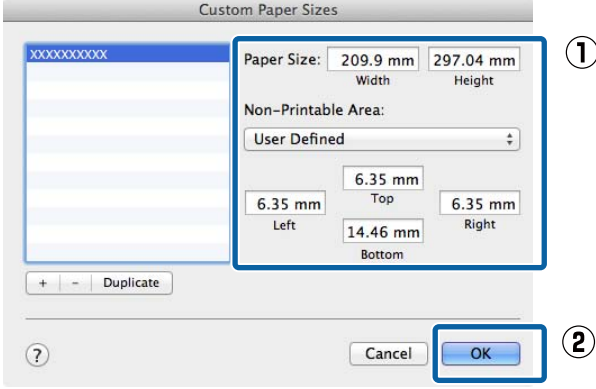 Custom Paper Sizes
XXXXXXXXXX
Paper Size: 209.9 mm 297.04 mm
Width Height
Non-Printable Area:
User Defined
6.35 mm
Top
6.35 mm 6.35 mm
Left Right
14.46 mm
Bottom
+ - Duplicate
? Cancel OK
1
2